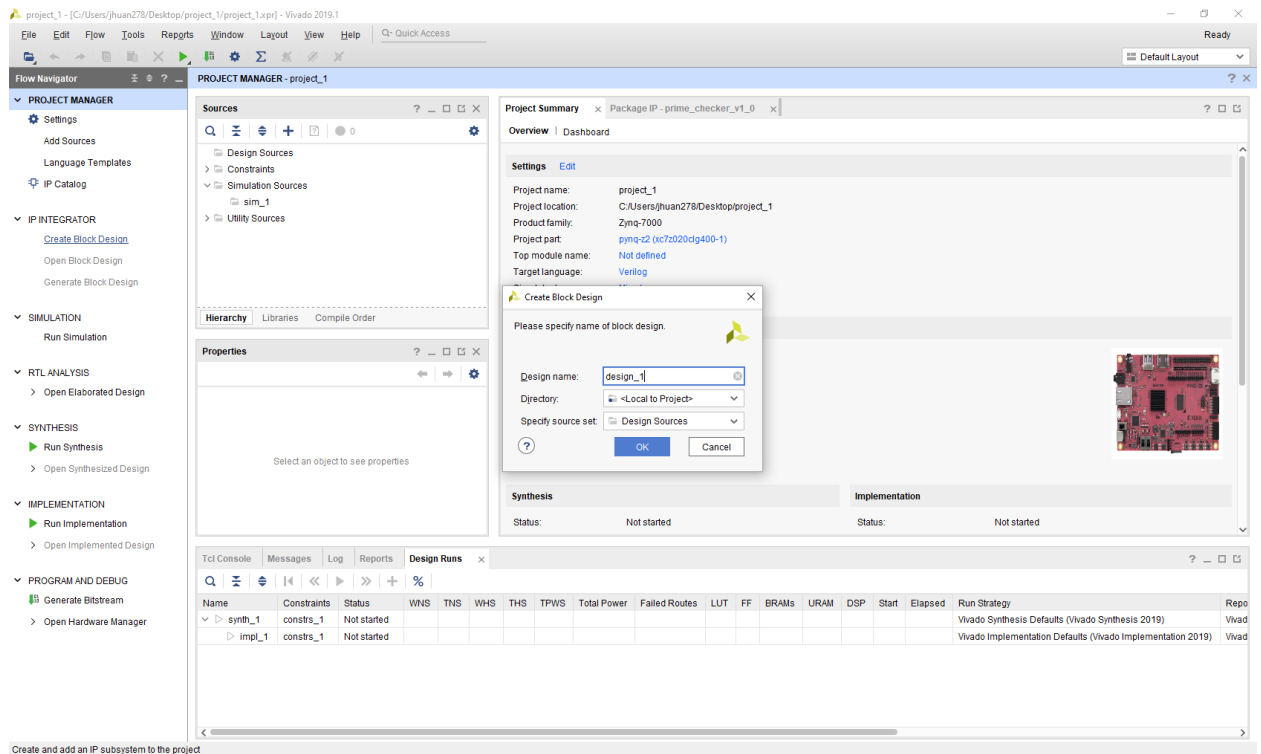 project_1 - [C:/Users/jhuan278/Desktop/project_1/project_1.xpr] - Vivado 2019.1
File Edit Flow Tools Reports Window Layout View Help Q- Quick Access Ready
Default Layout
Flow Navigator
PROJECT MANAGER - project_1
PROJECT MANAGER
Settings
Add Sources
Language Templates
IP Catalog
IP INTEGRATOR
Create Block Design
Open Block Design
Generate Block Design
SIMULATION
Run Simulation
RTL ANALYSIS
Open Elaborated Design
SYNTHESIS
Run Synthesis
Open Synthesized Design
IMPLEMENTATION
Run Implementation
Open Implemented Design
PROGRAM AND DEBUG
Generate Bitstream
Open Hardware Manager
Sources
0
Design Sources
Constraints
Simulation Sources
sim_1
Utility Sources
Hierarchy Libraries Compile Order
Properties
Select an object to see properties
Project Summary Package IP - prime_checker_v1_0
Overview Dashboard
Settings Edit
Project name: project_1
Project location: C:/Users/jhuan278/Desktop/project_1
Product family: Zynq-7000
Project part: pynq-z2 (xc7z020clg400-1)
Top module name: Not defined
Target language: Verilog
Create Block Design
Please specify name of block design.
Design name: design_1
Directory: <Local to Project>
Specify source set: Design Sources
? OK Cancel
Synthesis Implementation
Status: Not started Status: Not started
Tcl Console Messages Log Reports Design Runs
Name Constraints Status WNS TNS WHS THS TPWS Total Power Failed Routes LUT FF BRAMs URAM DSP Start Elapsed Run Strategy Repo
synth_1 constrs_1 Not started Vivado Synthesis Defaults (Vivado Synthesis 2019) Vivad
impl_1 constrs_1 Not started Vivado Implementation Defaults (Vivado Implementation 2019) Vivad
Create and add an IP subsystem to the project